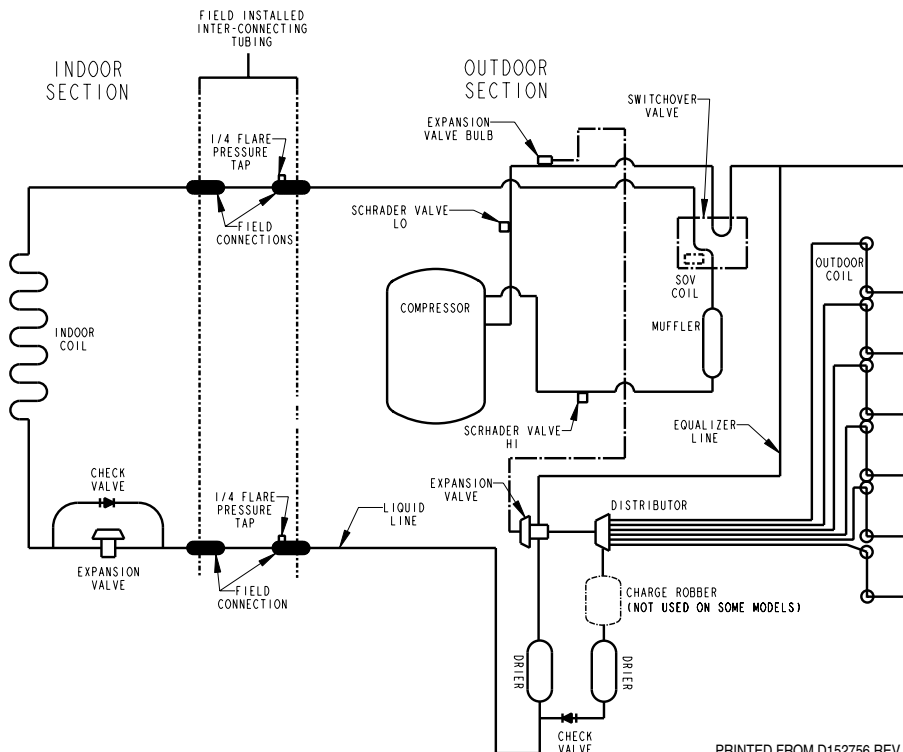 FIELD INSTALLED
INTER-CONNECTING
TUBING
INDOOR
SECTION
OUTDOOR
SECTION
SWITCHOVER
VALVE
EXPANSION
VALVE BULB
1/4 FLARE
PRESSURE
TAP
SCHRADER VALVE
LO
FIELD
CONNECTIONS
OUTDOOR
COIL
SOV
COIL
COMPRESSOR
MUFFLER
INDOOR
COIL
SCRHADER VALVE
HI
EQUALIZER
LINE
CHECK
VALVE
1/4 FLARE
PRESSURE
TAP
LIQUID
LINE
EXPANSION
VALVE
DISTRIBUTOR
EXPANSION
VALVE
FIELD
CONNECTION
CHARGE ROBBER
(NOT USED ON SOME MODELS)
DRIER
DRIER
CHECK
VALVE
PRINTED FROM D152756 REV